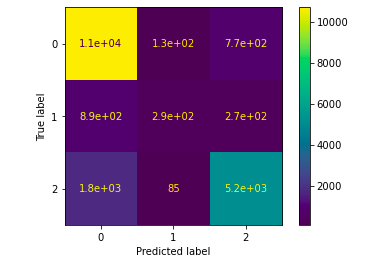 0 1.1e+04 1.3e+02 7.7e+02
1 8.9e+02 2.9e+02 2.7e+02
2 1.8e+03 85 5.2e+03
0 1 2
Predicted label
True label
10000
8000
6000
4000
2000